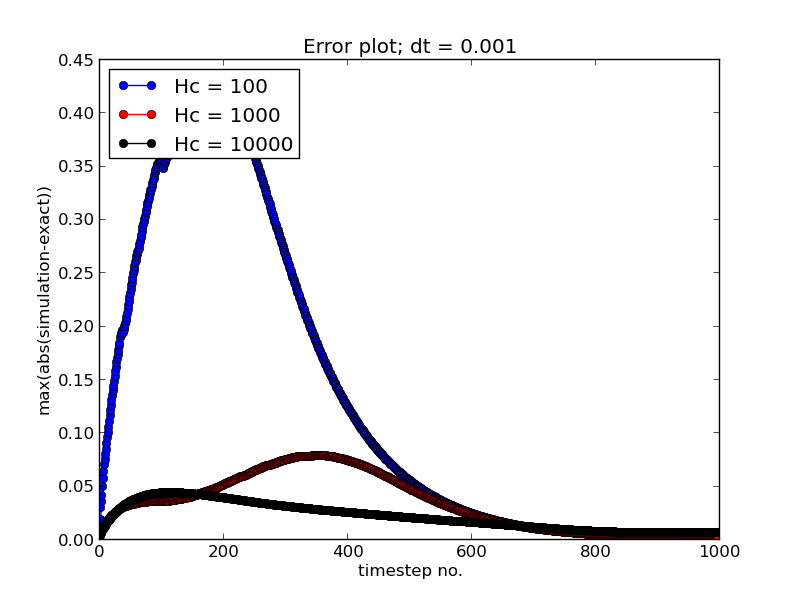 Error plot; dt = 0.001
Hc = 100
Hc = 1000
Hc = 10000
max(abs(simulation-exact))
0.45
0.40
0.35
0.30
0.25
0.20
0.15
0.10
0.05
0.00
0 200 400 600 800 1000
timestep no.